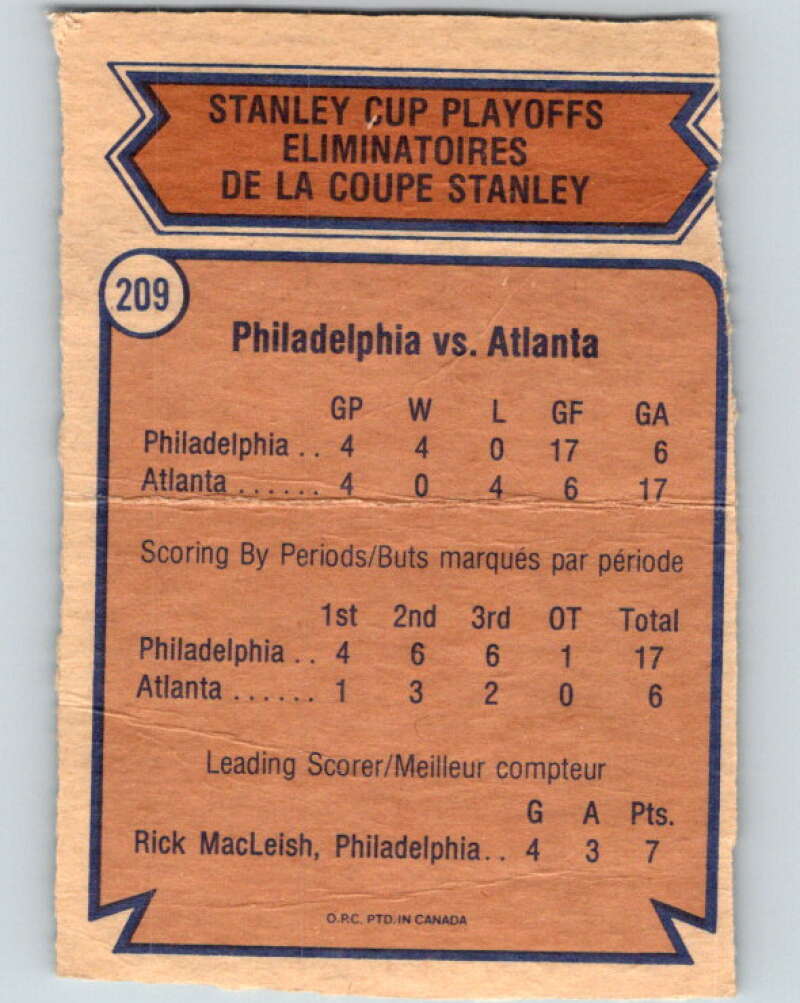 STANLEY CUP PLAYOFFS
ELIMINATOIRES
DE LA COUPE STANLEY
209
Philadelphia vs. Atlanta
GP W L GF GA
Philadelphia .. 4 4 0 17 6
Atlanta ...... 4 0 4 6 17
Scoring By Periods/Buts marqués par période
1st 2nd 3rd OT Total
Philadelphia .. 4 6 6 1 17
Atlanta ...... 1 3 2 0 6
Leading Scorer/Meilleur compteur
G A Pts.
Rick MacLeish, Philadelphia.. 4 3 7
O.P.C. PTD. IN CANADA